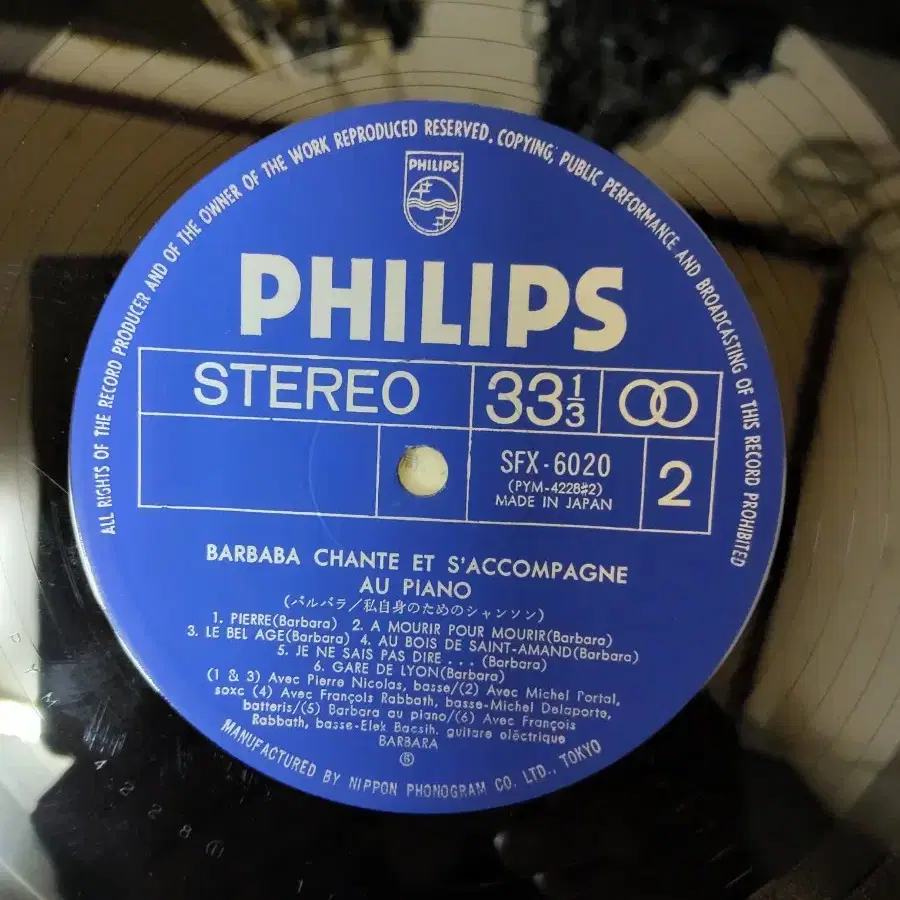 ALL RIGHTS OF THE RECORD PRODUCER AND OF THE OWNER OF THE WORK REPRODUCED RESERVED. COPYING, PUBLIC PERFORMANCE AND BROADCASTING OF THIS RECORD PROHIBITED
PHILIPS
PHILIPS
STEREO 33 1/3
SFX-6020
(PYM-4228#2)
MADE IN JAPAN
2
BARBABA CHANTE ET S'ACCOMPAGNE
AU PIANO
(バルバラ/私自身のためのシャンソン)
1. PIERRE(Barbara) 2. A MOURIR POUR MOURIR(Barbara)
3. LE BEL AGE(Barbara) 4. AU BOIS DE SAINT-AMAND(Barbara)
5. JE NE SAIS PAS DIRE... (Barbara)
6. GARE DE LYON(Barbara)
(1 & 3) Avec Pierre Nicolas, basse/(2) Avec Michel Portal,
soxc (4) Avec François Rabbath, basse-Michel Delaporte,
batteris/(5) Barbara au piano/(6) Avec François
Rabbath, basse-Elek Bacsih, guitare oléctrique
BARBARA
MANUFACTURED BY NIPPON PHONOGRAM CO. LTD., TOKYO